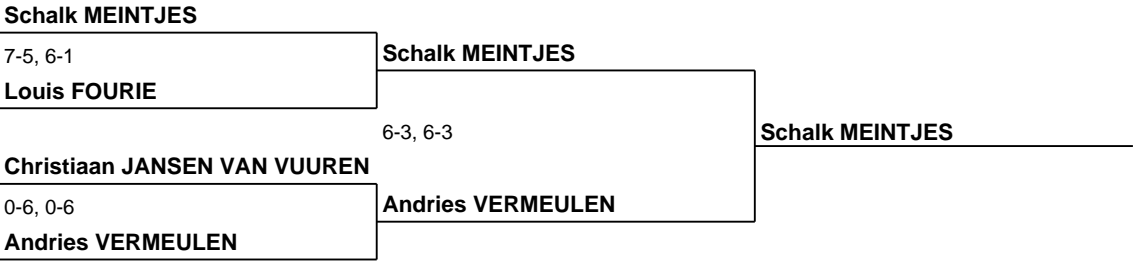 Schalk MEINTJES
7-5, 6-1
Schalk MEINTJES
Louis FOURIE
6-3, 6-3
Schalk MEINTJES
Christiaan JANSEN VAN VUUREN
0-6, 0-6
Andries VERMEULEN
Andries VERMEULEN